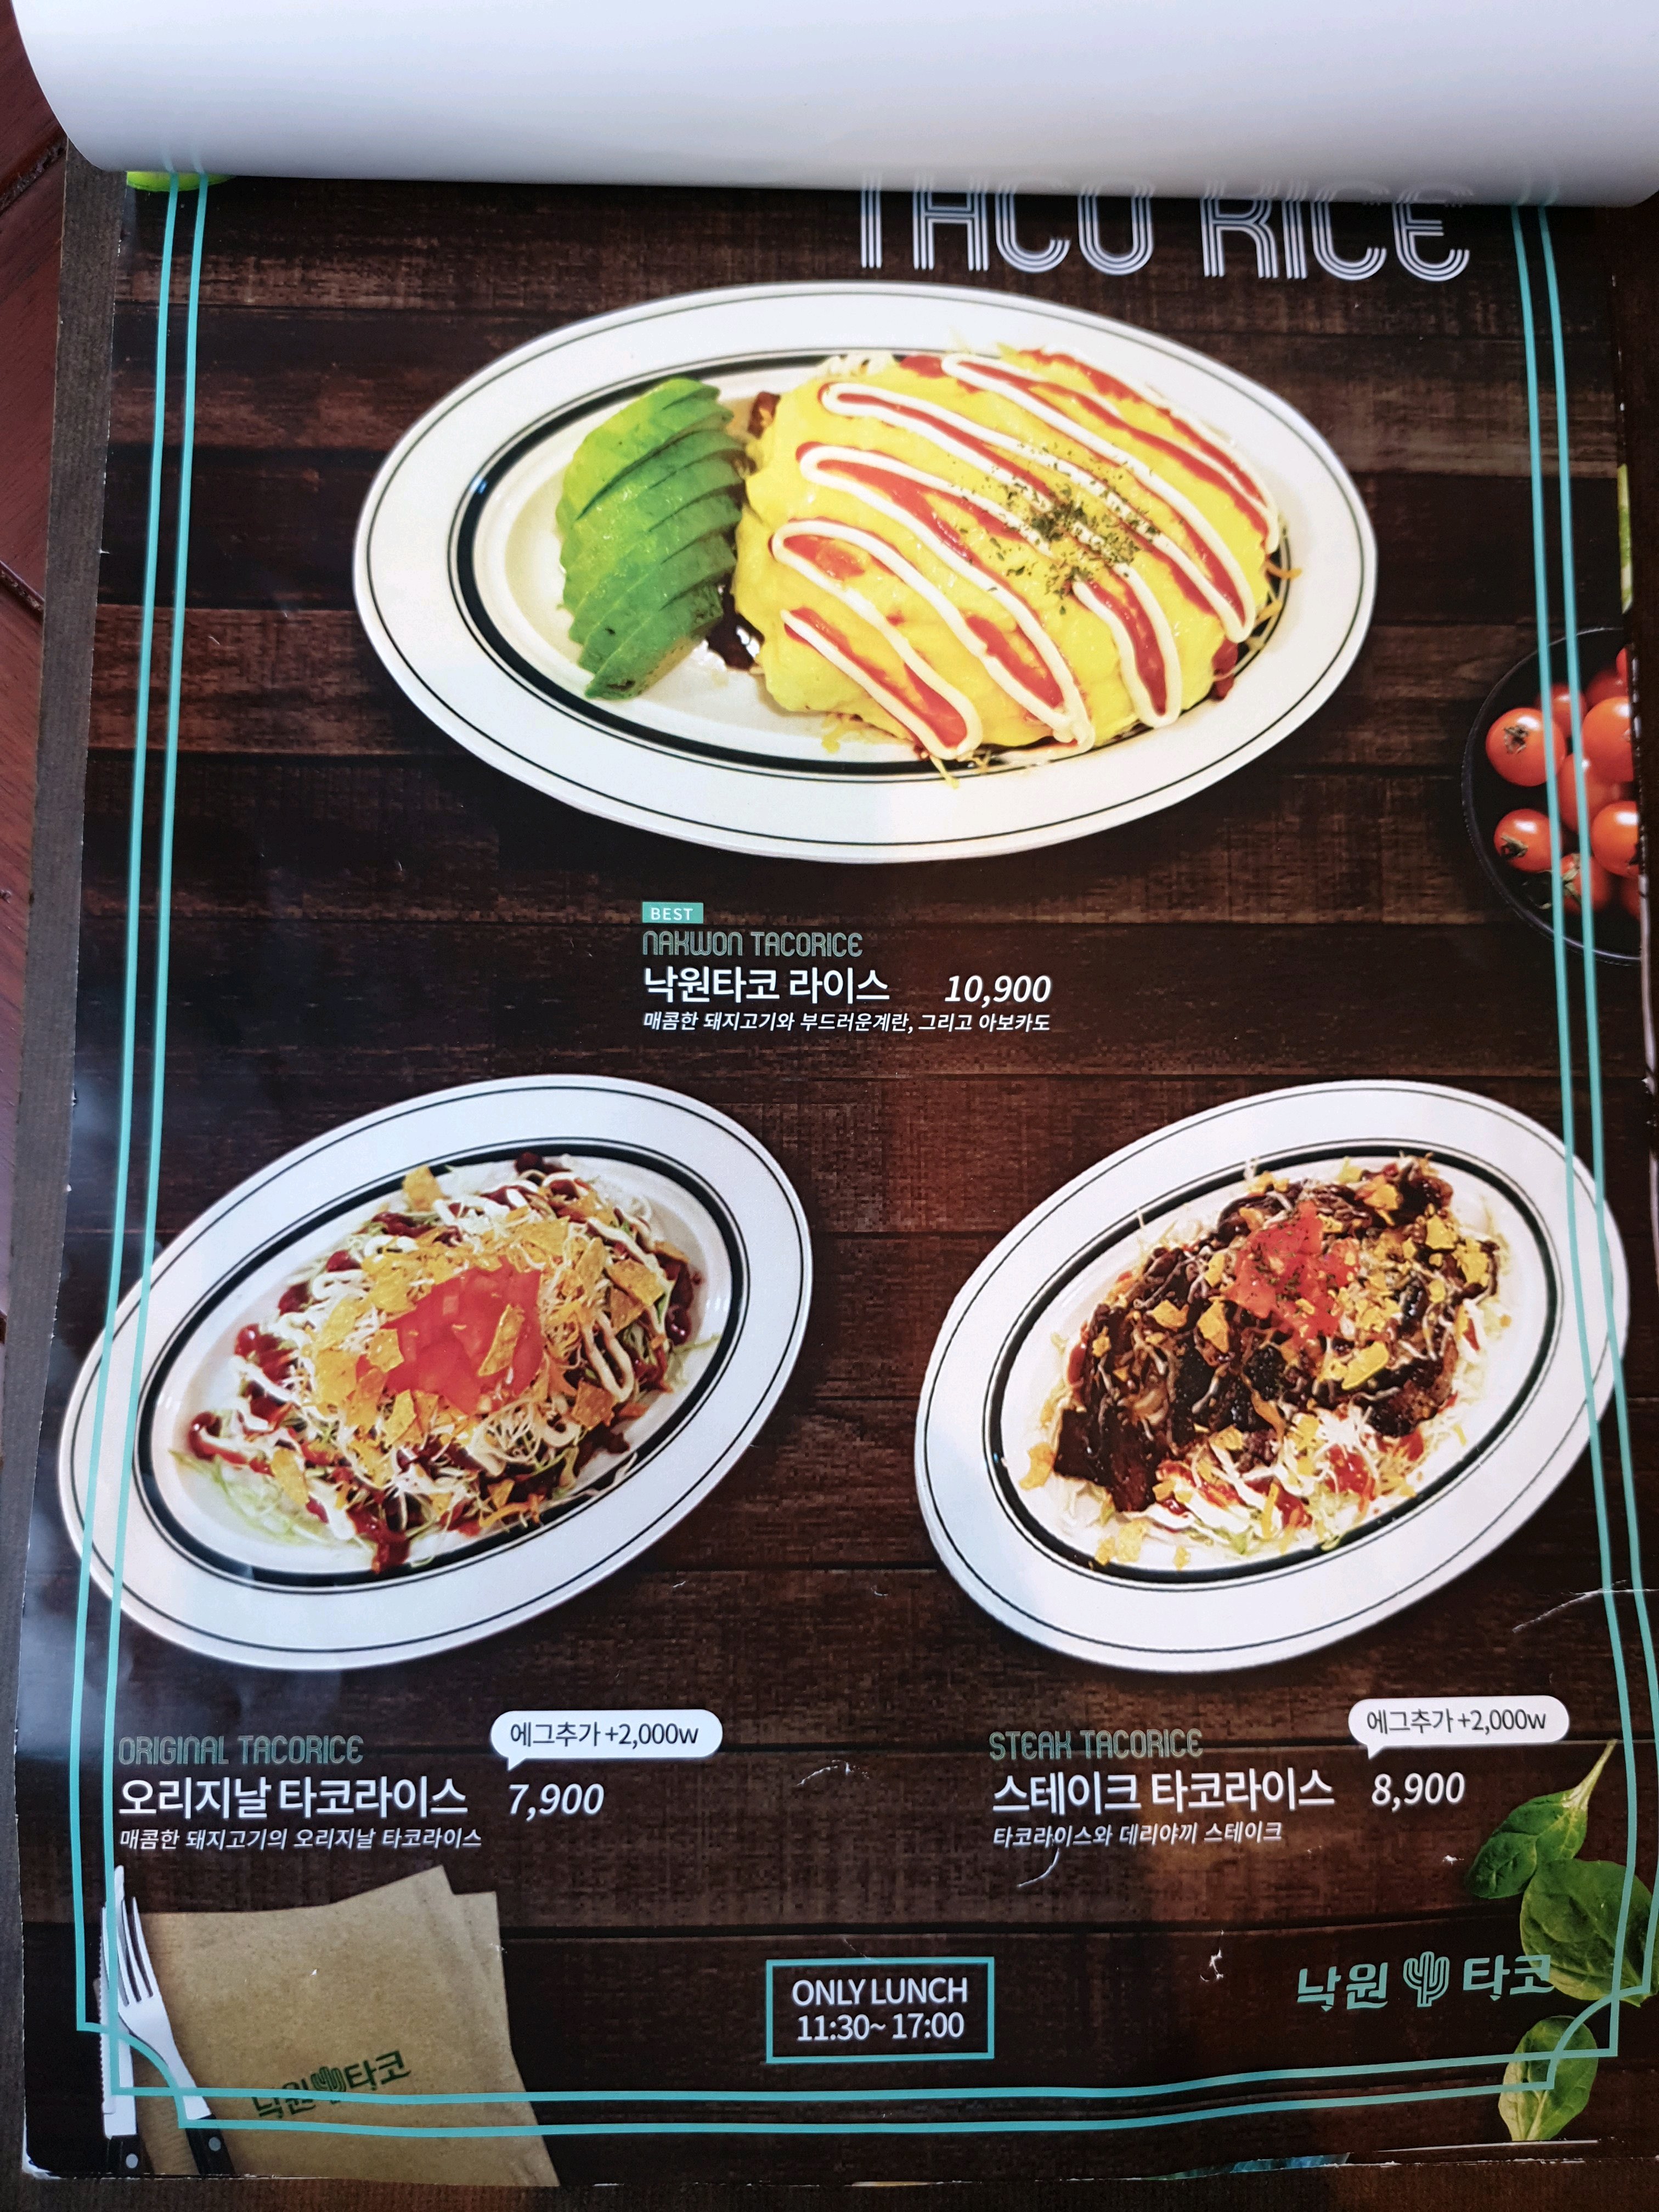 TACO RICE
BEST
NAKWON TACORICE
낙원타코 라이스 10,900
매콤한 돼지고기와 부드러운계란, 그리고 아보카도
에그추가 +2,000w
ORIGINAL TACORICE
오리지날 타코라이스 7,900
매콤한 돼지고기의 오리지날 타코라이스
에그추가 +2,000w
STEAK TACORICE
스테이크 타코라이스 8,900
타코라이스와 데리야끼 스테이크
ONLY LUNCH
11:30~ 17:00
낙원 타코
낙원 타코